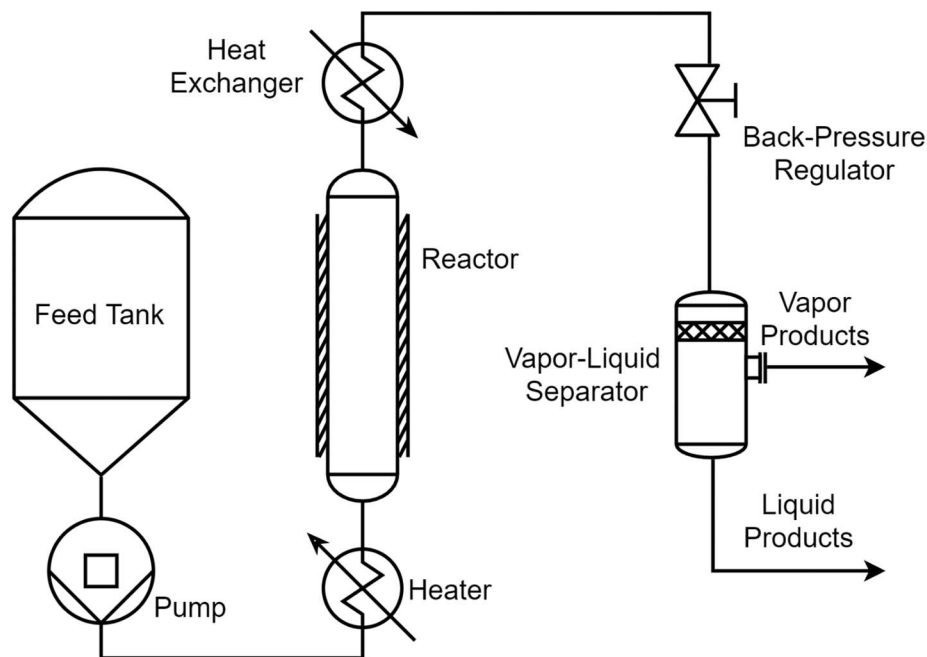 Heat
Exchanger
Back-Pressure
Regulator
Reactor
Feed Tank
Vapor
Products
Vapor-Liquid
Separator
Liquid
Products
Heater
Pump